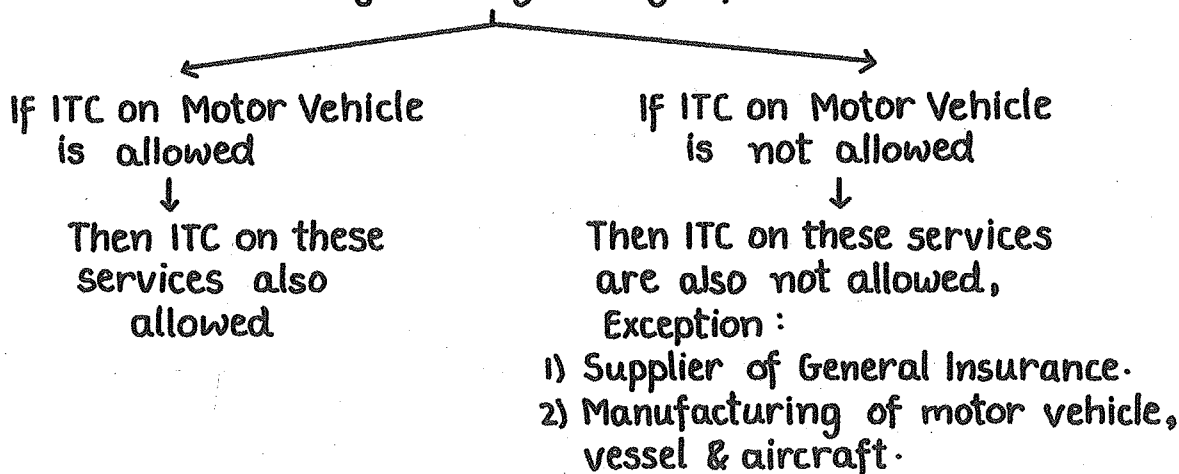 If ITC on Motor Vehicle
is allowed
↓
Then ITC on these
services also
allowed
If ITC on Motor Vehicle
is not allowed
↓
Then ITC on these services
are also not allowed,
Exception :
1) Supplier of General Insurance.
2) Manufacturing of motor vehicle,
vessel & aircraft.